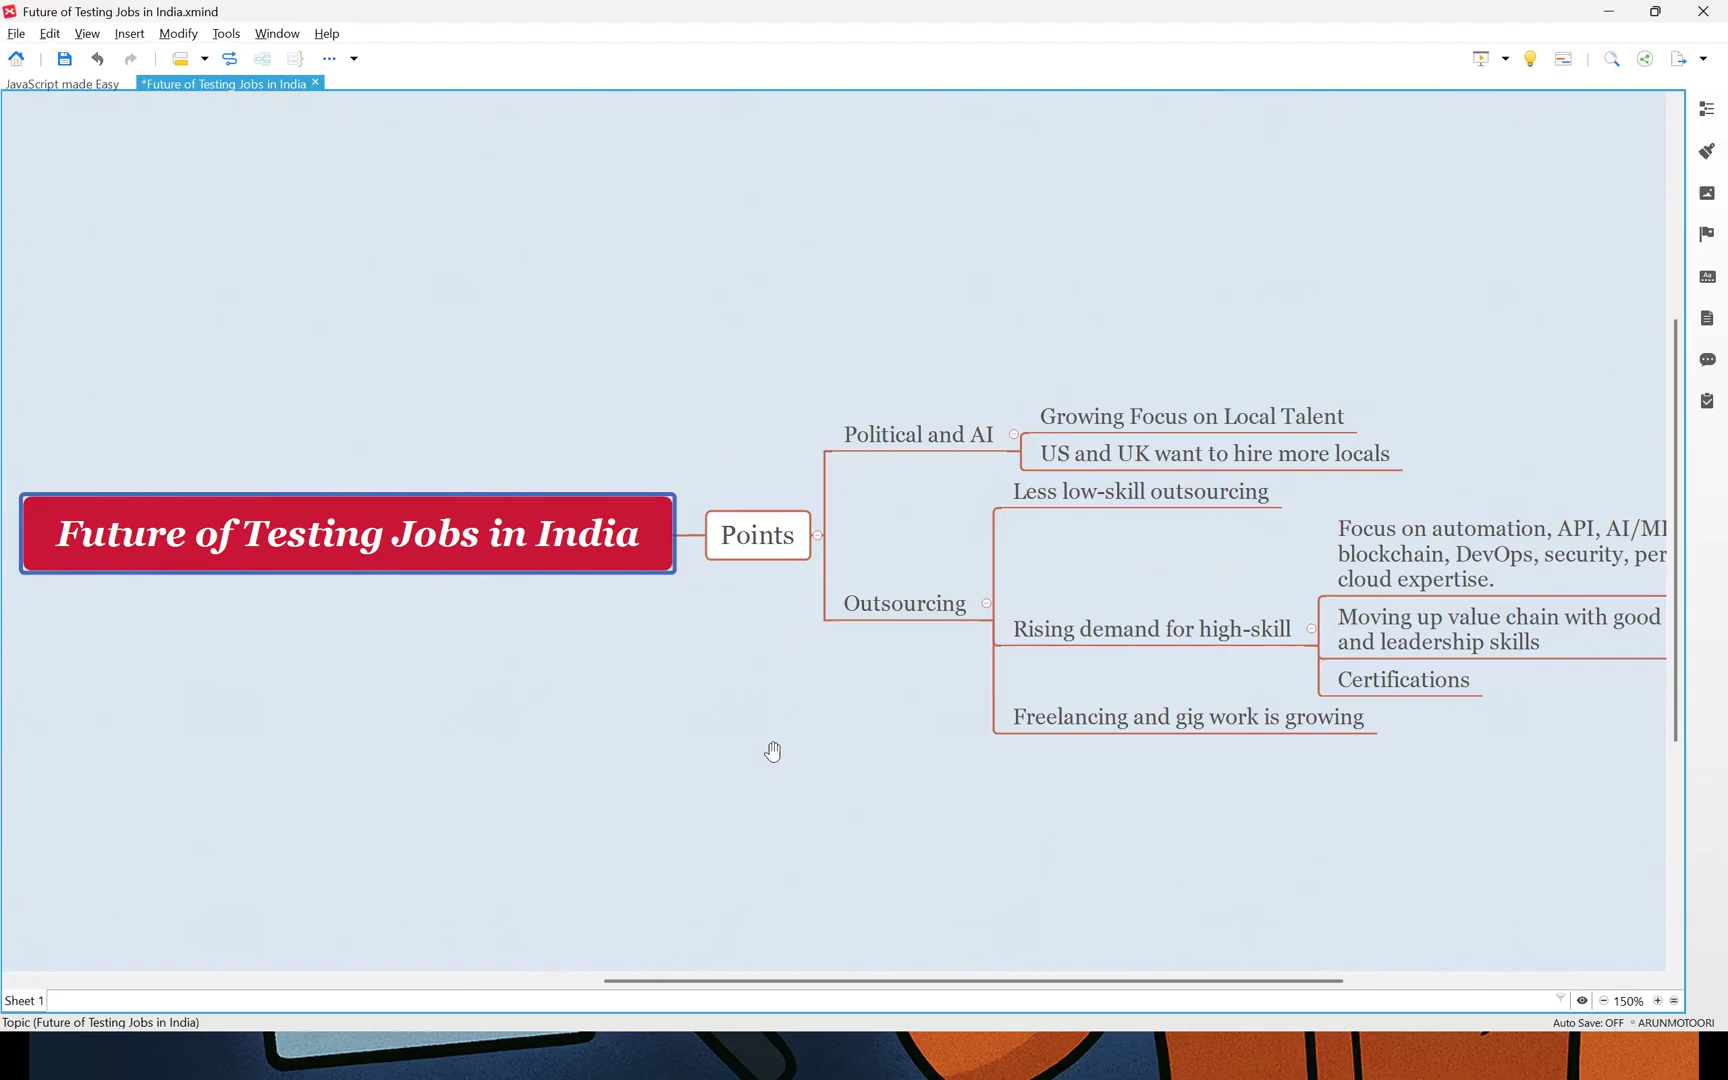 Future of Testing Jobs in India.xmind
File Edit View Insert Modify Tools Window Help
JavaScript made Easy *Future of Testing Jobs in India
Growing Focus on Local Talent
Political and AI
US and UK want to hire more locals
Less low-skill outsourcing
Future of Testing Jobs in India
Points
Focus on automation, API,
blockchain, DevOps, security,
cloud expertise.
Outsourcing
Moving up value chain with good
Rising demand for high-skill
and leadership skills
Certifications
Freelancing and gig work is growing
Sheet 1
150%
Topic (Future of Testing Jobs in India)
Auto Save: OFF ARUNMOTOORI